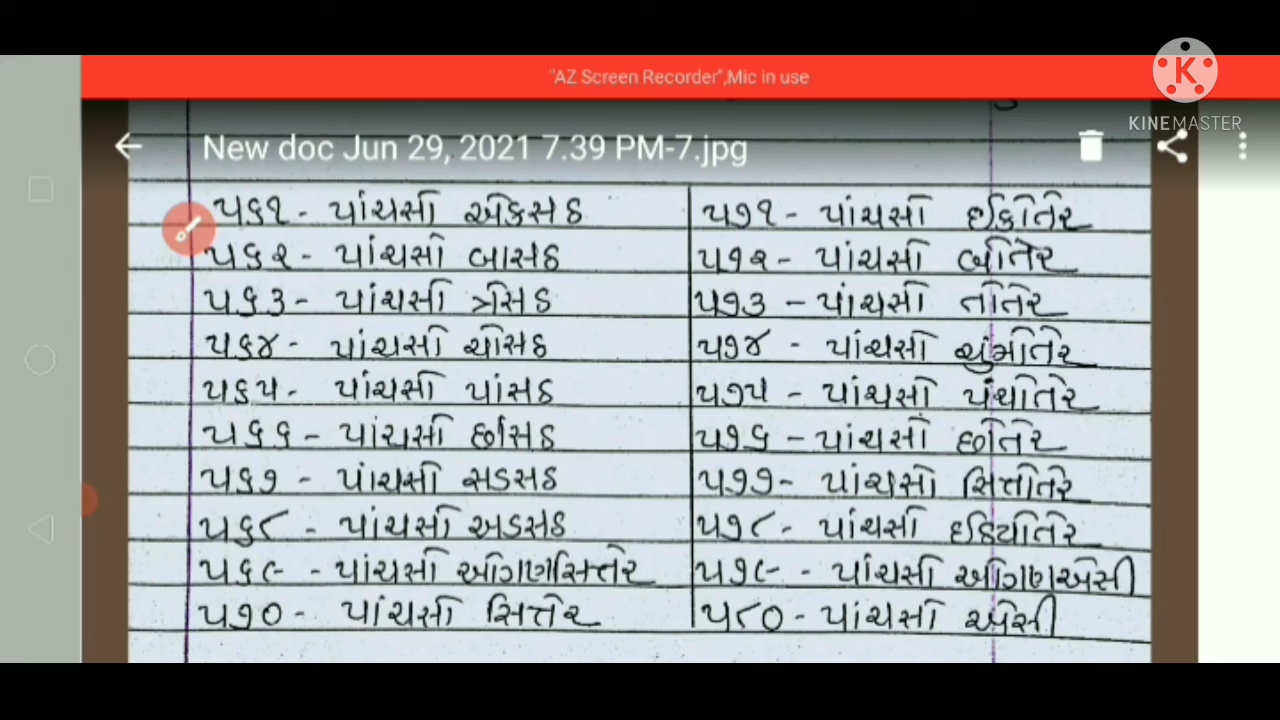 "AZ Screen Recorder",Mic in use
KINEMASTER
New doc Jun 29, 2021 7.39 PM-7.jpg
૫૬૧ - પાંચસો એકસઠ
૫૬૨ - પાંચસો બાસઠ
૫૬૩ - પાંચસો ત્રેસઠ
૫૬૪ - પાંચસો ચોસઠ
૫૬૫ - પાંચસો પાંસઠ
૫૬૬ - પાંચસો છાસઠ
૫૬૭ - પાંચસો સડસઠ
૫૬૮ - પાંચસો અડસઠ
૫૬૯ - પાંચસો ઓગણસિત્તેર
૫૭૦ - પાંચસો સિત્તેર
૫૭૧ - પાંચસો ઈકોતેર
૫૭૨ - પાંચસો બોતેર
૫૭૩ - પાંચસો તોતેર
૫૭૪ - પાંચસો ચુંમોતેર
૫૭૫ - પાંચસો પંચોતેર
૫૭૬ - પાંચસો છોતેર
૫૭૭ - પાંચસો સિત્તોતેર
૫૭૮ - પાંચસો ઇઠ્યોતેર
૫૭૯ - પાંચસો ઓગણએંસી
૫૮૦ - પાંચસો એંસી